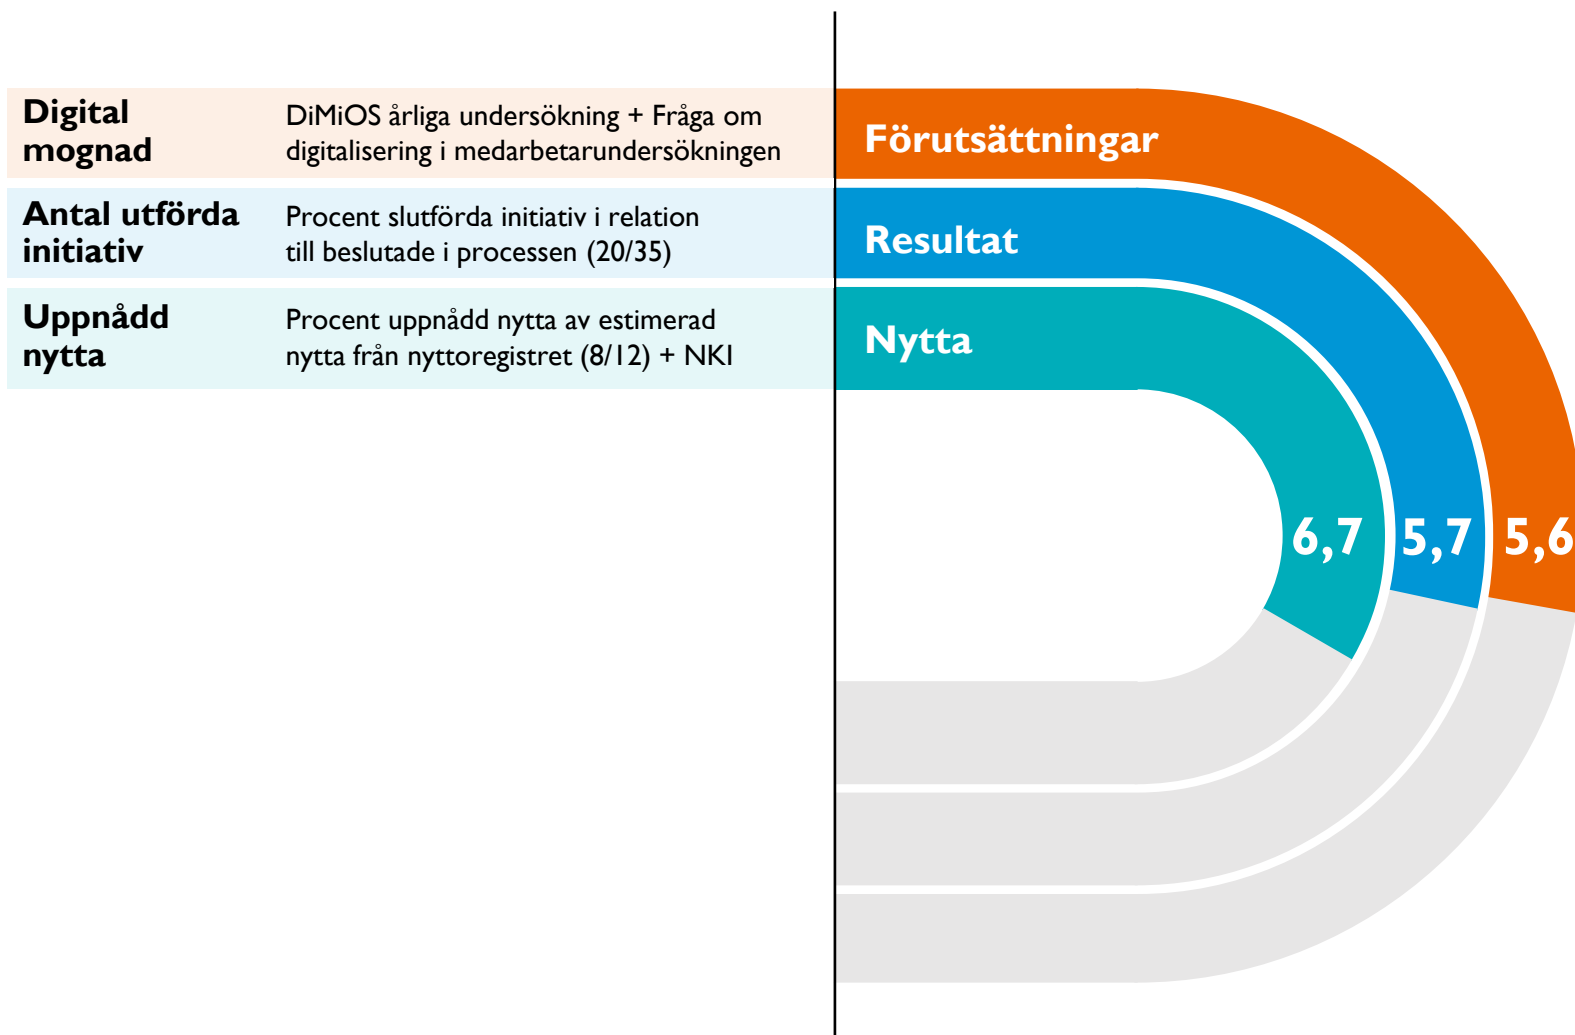 Digital
mognad
DiMiOS årliga undersökning + Fråga om
digitalisering i medarbetarundersökningen
Förutsättningar
Antal utförda
initiativ
Procent slutförda initiativ i relation
till beslutade i processen (20/35)
Resultat
Uppnådd
nytta
Procent uppnådd nytta av estimerad
nytta från nyttoregistret (8/12) + NKI
Nytta
6,7
5,7
5,6